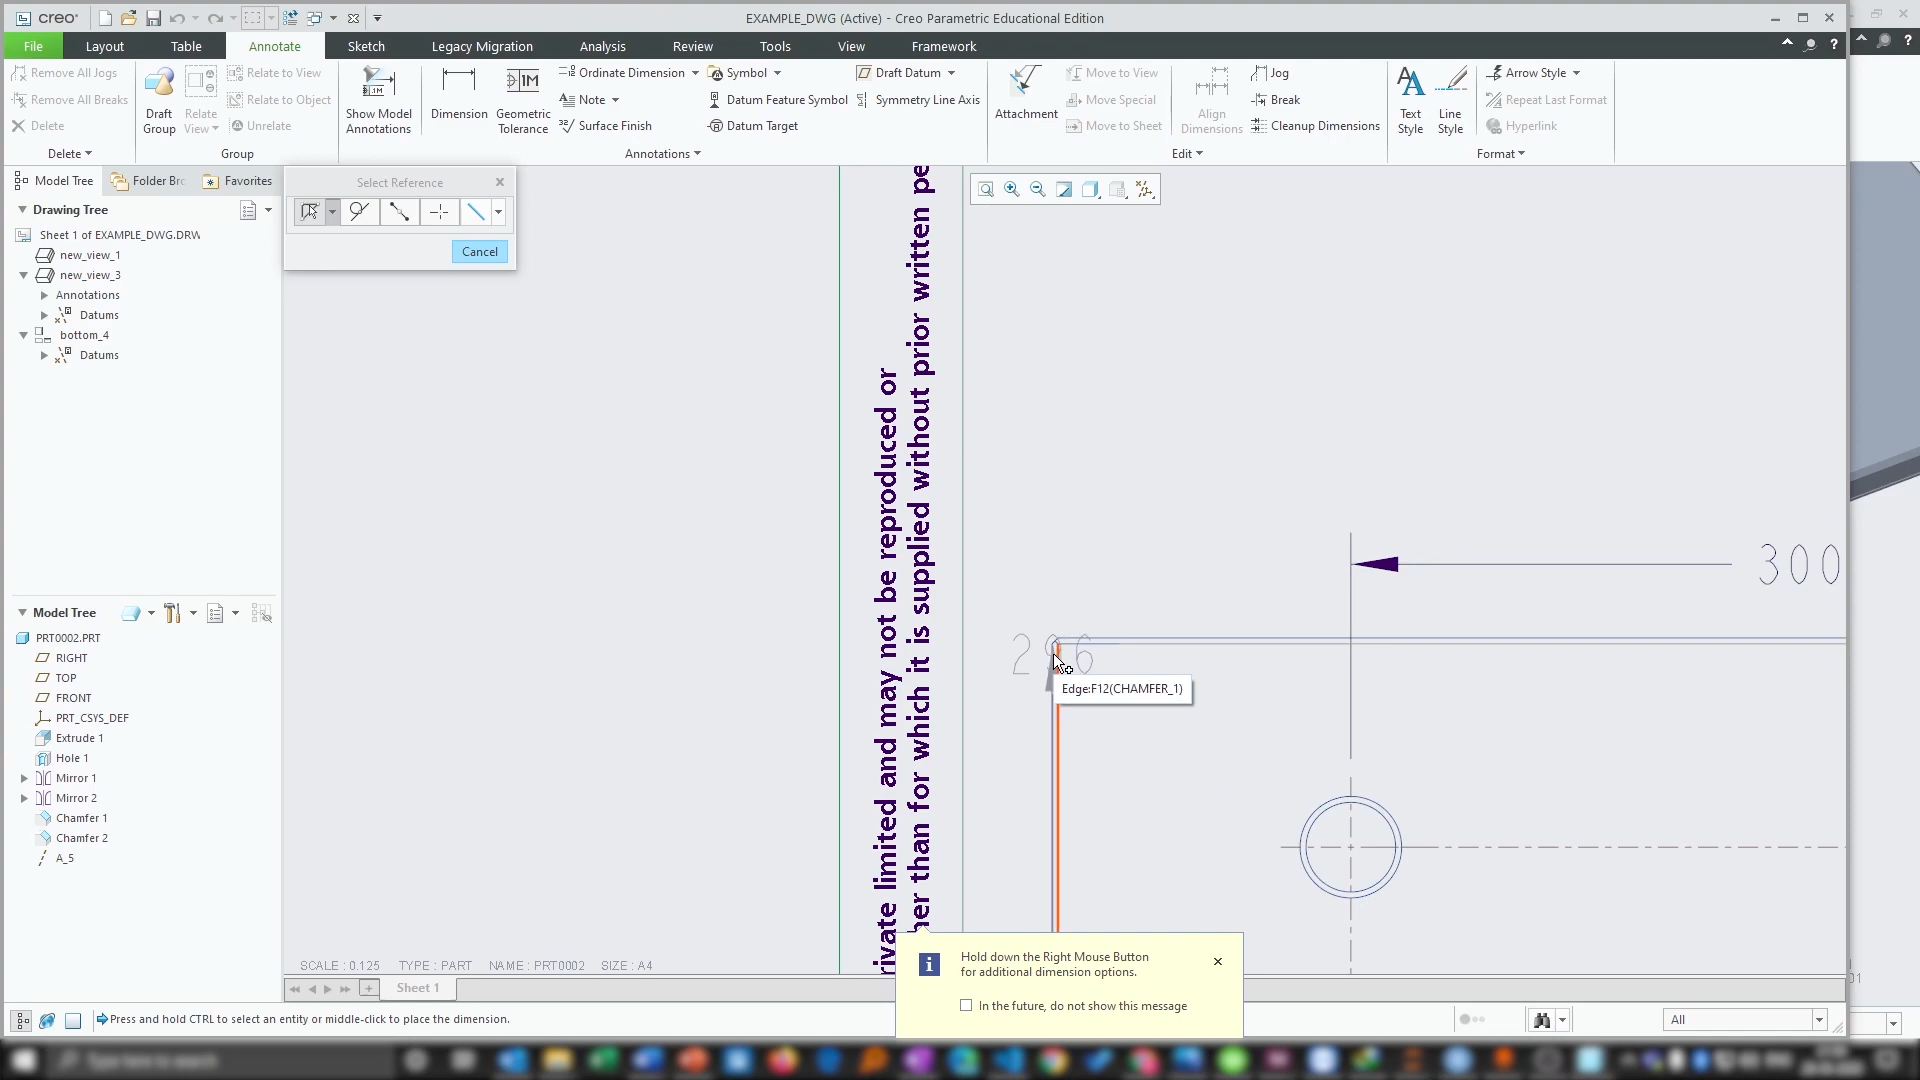 creo
EXAMPLE_DWG (Active) - Creo Parametric Educational Edition
File
Layout
Table
Annotate
Sketch
Legacy Migration
Analysis
Review
Tools
View
Framework
Remove All Jogs
Remove All Breaks
Delete
Delete
Draft Group
Relate View
Relate to View
Relate to Object
Unrelate
Group
Show Model Annotations
Dimension
Geometric Tolerance
Ordinate Dimension
Note
Surface Finish
Symbol
Datum Feature Symbol
Datum Target
Draft Datum
Symmetry Line Axis
Annotations
Attachment
Move to View
Move Special
Move to Sheet
Align Dimensions
Jog
Break
Cleanup Dimensions
Edit
Text Style
Line Style
Arrow Style
Repeat Last Format
Hyperlink
Format
Model Tree
Folder Brc
Favorites
Drawing Tree
Sheet 1 of EXAMPLE_DWG.DRW
new_view_1
new_view_3
Annotations
Datums
bottom_4
Datums
Select Reference
Cancel
Model Tree
PRT0002.PRT
RIGHT
TOP
FRONT
PRT_CSYS_DEF
Extrude 1
Hole 1
Mirror 1
Mirror 2
Chamfer 1
Chamfer 2
A_5
rivate limited and may not be reproduced or
her than for which it is supplied without prior written pe
300
296
Edge:F12(CHAMFER_1)
SCALE : 0.125 TYPE : PART NAME : PRT0002 SIZE : A4
Sheet 1
Hold down the Right Mouse Button
for additional dimension options.
In the future, do not show this message
Press and hold CTRL to select an entity or middle-click to place the dimension.
All
Type here to search